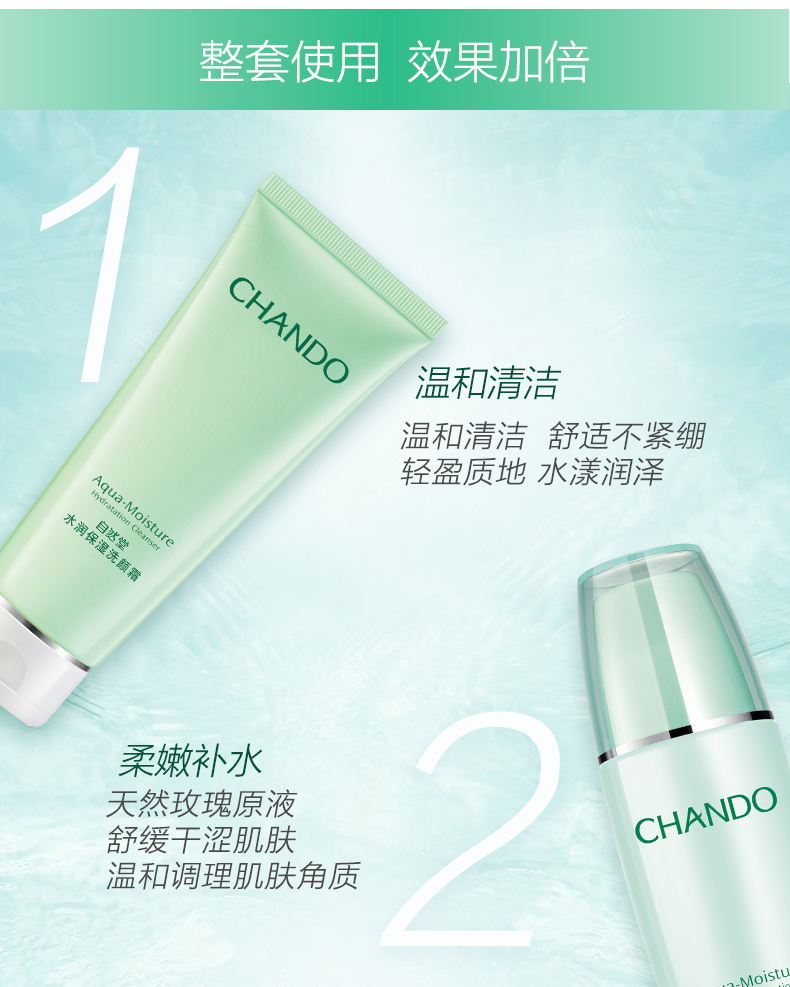 整套使用 效果加倍
1
CHANDO
温和清洁
温和清洁 舒适不紧绷
轻盈质地 水漾润泽
Aqua-Moisture
Hydratation Cleanser
自然堂
水润保湿洗颜霜
2
柔嫩补水
天然玫瑰原液
舒缓干涩肌肤
温和调理肌肤角质
CHANDO